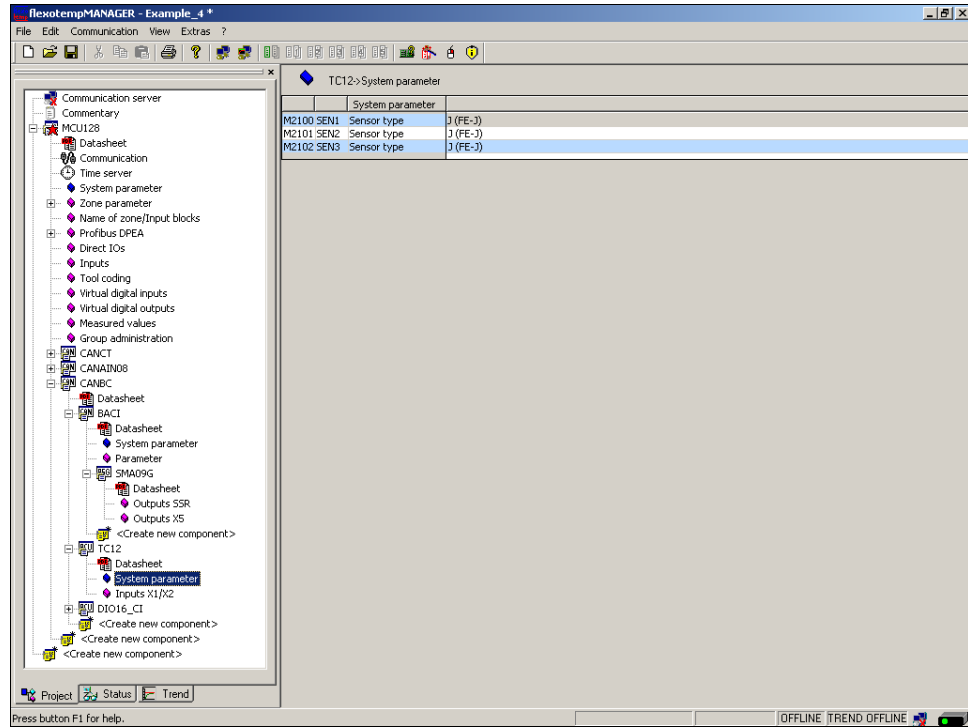 flexotempMANAGER - Example_4 *
File Edit Communication View Extras ?
TC12->System parameter
System parameter
M2100 SEN1 Sensor type J (FE-J)
M2101 SEN2 Sensor type J (FE-J)
M2102 SEN3 Sensor type J (FE-J)
Communication server
Commentary
MCU128
Datasheet
Communication
Time server
System parameter
Zone parameter
Name of zone/Input blocks
Profibus DPEA
Direct IOs
Inputs
Tool coding
Virtual digital inputs
Virtual digital outputs
Measured values
Group administration
CANCT
CANAIN08
CANBC
Datasheet
BACI
Datasheet
System parameter
Parameter
SMA09G
Datasheet
Outputs SSR
Outputs X5
<Create new component>
TC12
Datasheet
System parameter
Inputs X1/X2
DIO16_CI
<Create new component>
<Create new component>
<Create new component>
Project Status Trend
Press button F1 for help. OFFLINE TREND OFFLINE